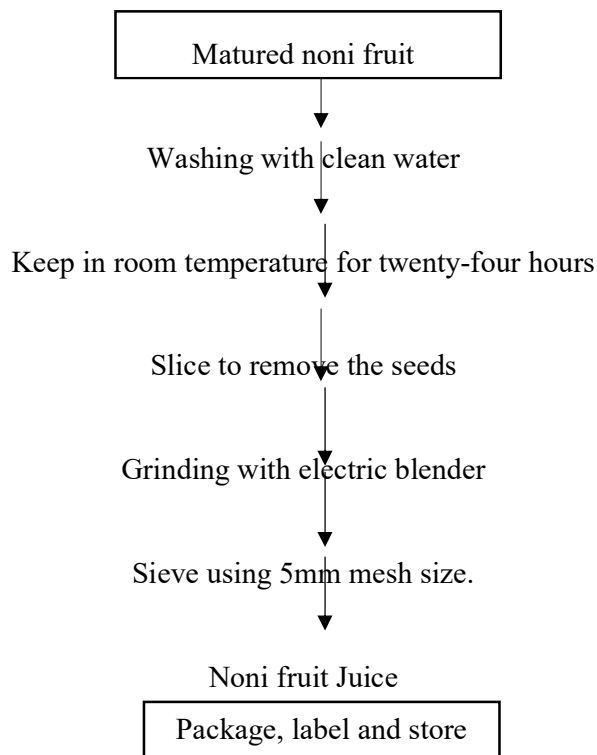 Matured noni fruit
Washing with clean water
Keep in room temperature for twenty-four hours
Slice to remove the seeds
Grinding with electric blender
Sieve using 5mm mesh size.
Noni fruit Juice
Package, label and store